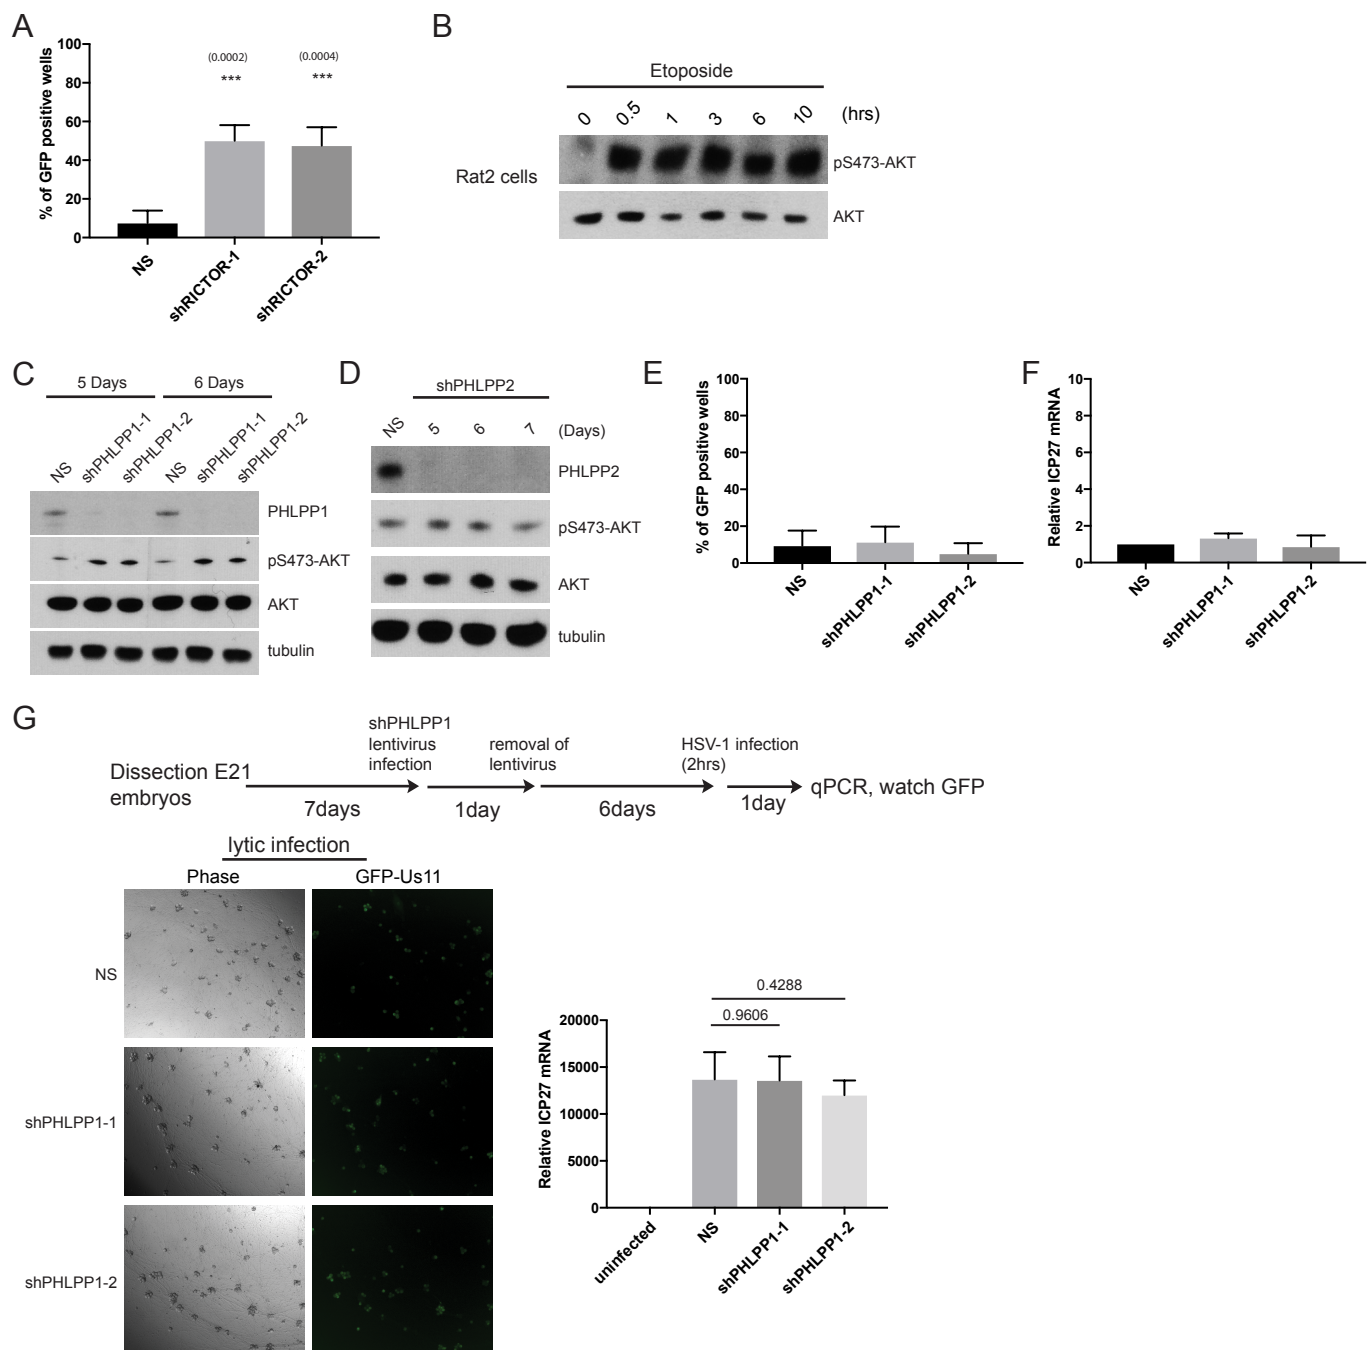 A
% of GFP positive wells
100
80
60
40
20
0
(0.0002)
(0.0004)
***
***
NS
shRICTOR-1
shRICTOR-2
B
Etoposide
0 0.5 1 3 6 10 (hrs)
Rat2 cells
pS473-AKT
AKT
C
5 Days
6 Days
NS shPHLPP1-1 shPHLPP1-2 NS shPHLPP1-1 shPHLPP1-2
PHLPP1
pS473-AKT
AKT
tubulin
D
shPHLPP2
NS 5 6 7 (Days)
PHLPP2
pS473-AKT
AKT
tubulin
E
% of GFP positive wells
100
80
60
40
20
0
NS
shPHLPP1-1
shPHLPP1-2
F
Relative ICP27 mRNA
10
8
6
4
2
0
NS
shPHLPP1-1
shPHLPP1-2
G
Dissection E21
embryos
7days
shPHLPP1
lentivirus
infection
1day
removal of
lentivirus
6days
HSV-1 infection
(2hrs)
1day
qPCR, watch GFP
lytic infection
Phase
GFP-Us11
NS
shPHLPP1-1
shPHLPP1-2
Relative ICP27 mRNA
20000
15000
10000
5000
0
0.4288
0.9606
uninfected
NS
shPHLPP1-1
shPHLPP1-2